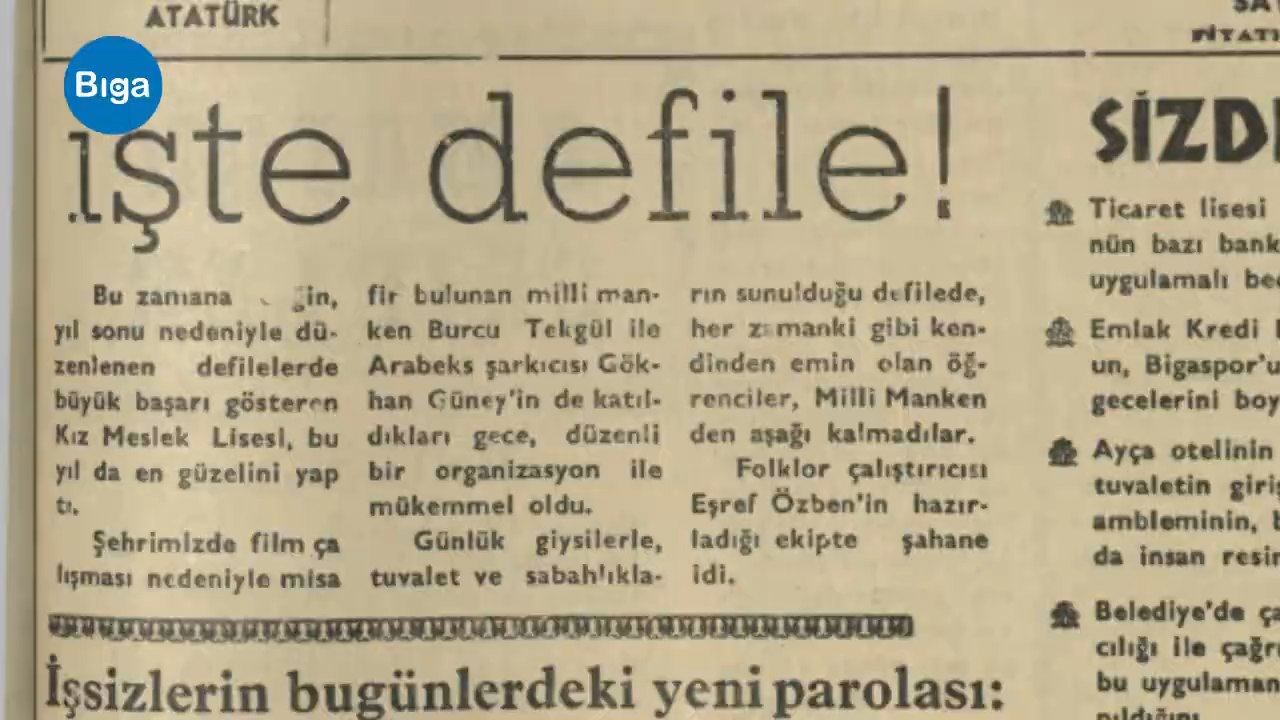 ATATÜRK
Biga
işte defile!
Bu zamana
yıl sonu nedeniyle dü-
zenlenen defilelerde
büyük başarı gösteren
Kız Meslek Lisesi, bu
yıl da en güzelini yap
tı.
Şehrimizde film ça
lışması nedeniyle misa
fir bulunan milli man-
ken Burcu Tekgül ile
Arabeks şarkıcısı Gök-
han Güney'in de katıl-
dıkları gece, düzenli
bir organizasyon ile
mükemmel oldu.
Günlük giysilerle,
tuvalet ve sabahlıkla-
rın sunulduğu defilede,
her zamanki gibi ken-
dinden emin olan öğ-
renciler, Milli Manken
den aşağı kalmadılar.
Folklor çalıştırıcısı
Eşref Özben'in hazır-
ladığı ekipte şahane
idi.
İşsizlerin bugünlerdeki yeni parolası:
SİZD
Ticaret lisesi
nün bazı bank
uygulamalı
Emlak Kredi
un, Bigaspor'u
gecelerini boy
Ayça otelinin
tuvaletin giriş
ambleminin,
da insan resi
Belediye'de ça
cılığı ile çağr
bu uygulaman